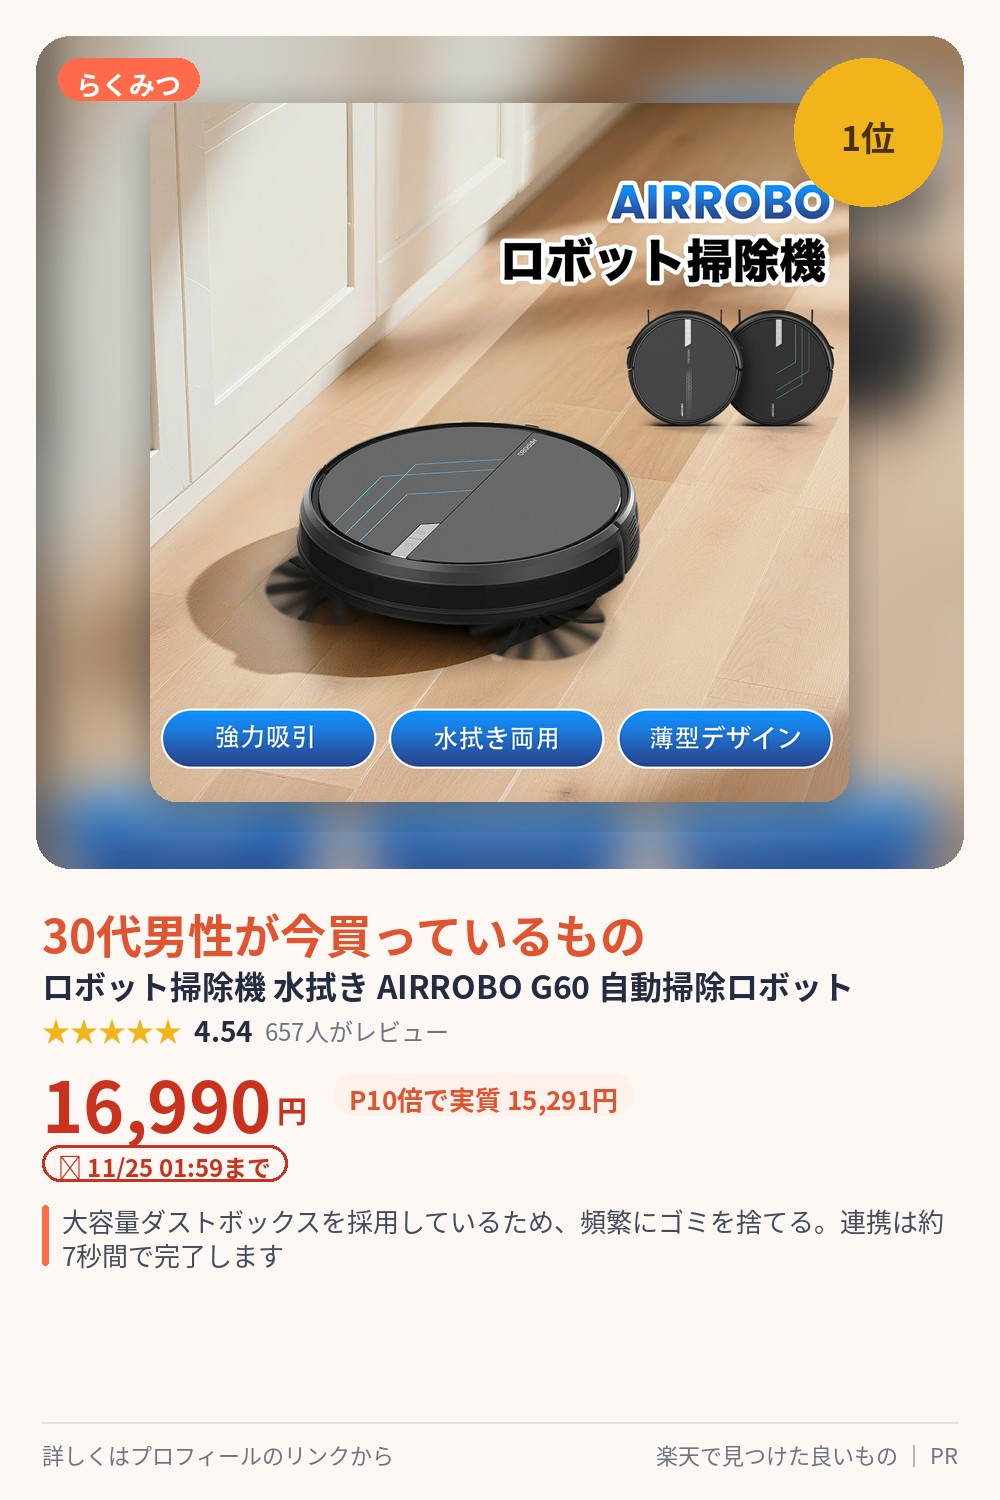 らくみつ
1位
AIRROBO
ロボット掃除機
強力吸引
水拭き両用
薄型デザイン
30代男性が今買っているもの
ロボット掃除機 水拭き AIRROBO G60 自動掃除ロボット
★★★★★ 4.54 657人がレビュー
16,990円 P10倍で実質 15,291円
11/25 01:59まで
大容量ダストボックスを採用しているため、頻繁にゴミを捨てる。連携は約
7秒間で完了します
詳しくはプロフィールのリンクから
楽天で見つけた良いもの | PR